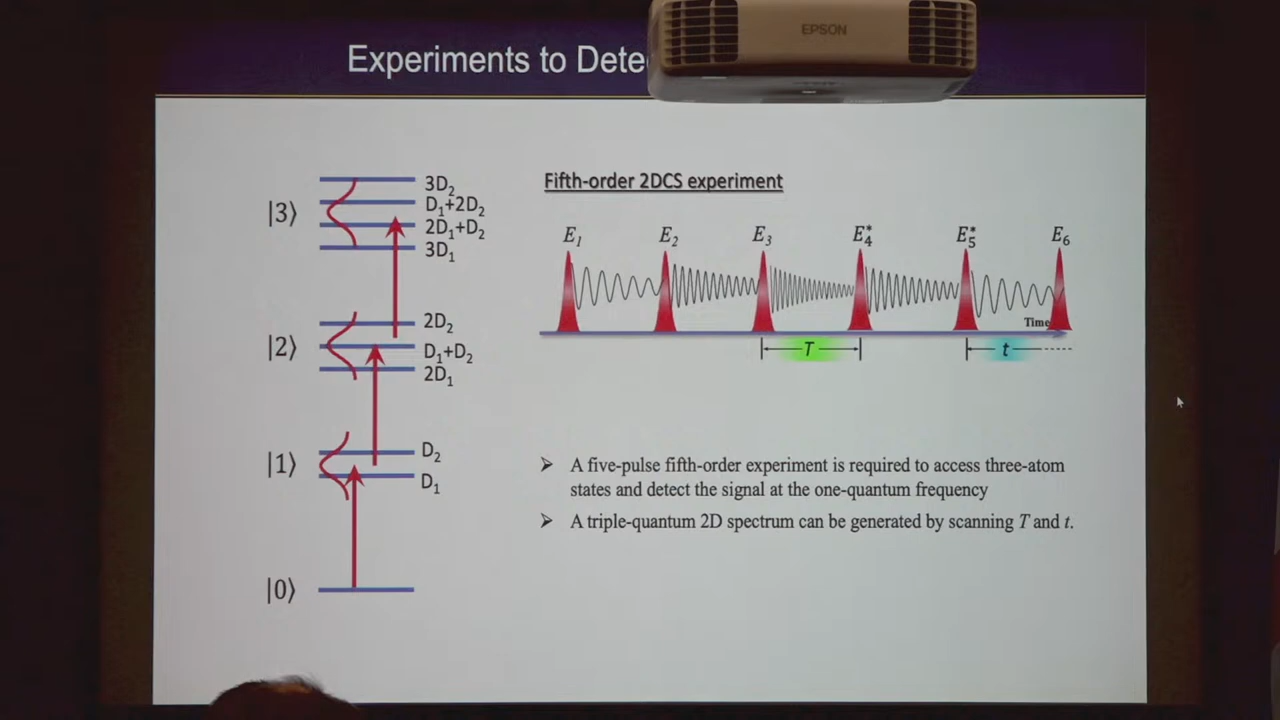 EPSON
Experiments to
|3⟩
3D₂
D₁+2D₂
2D₁+D₂
3D₁
|2⟩
2D₂
D₁+D₂
2D₁
|1⟩
D₂
D₁
|0⟩
Fifth-order 2DCS experiment
E₁ E₂ E₃ E₄* E₅* E₆
Time
T t
➢ A five-pulse fifth-order experiment is required to access three-atom
states and detect the signal at the one-quantum frequency
➢ A triple-quantum 2D spectrum can be generated by scanning T and t.